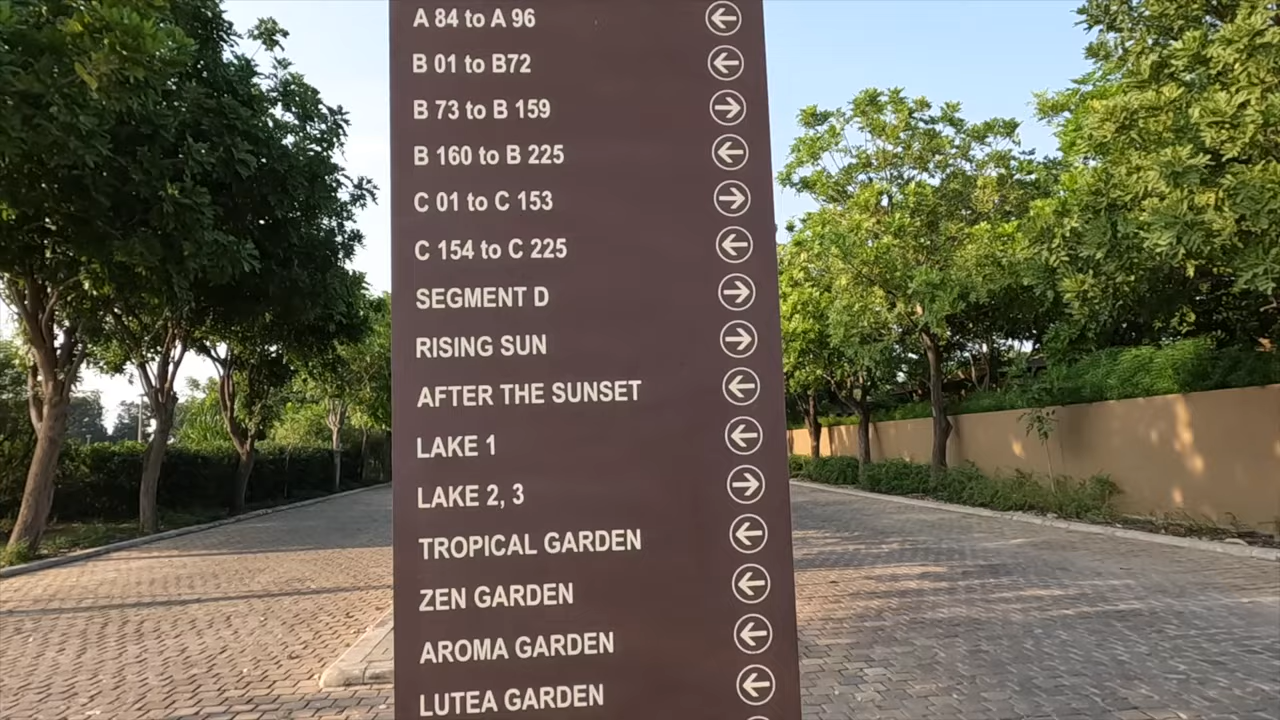 A 84 to A 96 ←
B 01 to B72 ←
B 73 to B 159 →
B 160 to B 225 ←
C 01 to C 153 →
C 154 to C 225 ←
SEGMENT D →
RISING SUN →
AFTER THE SUNSET ←
LAKE 1 ←
LAKE 2, 3 →
TROPICAL GARDEN ←
ZEN GARDEN ←
AROMA GARDEN ←
LUTEA GARDEN ←